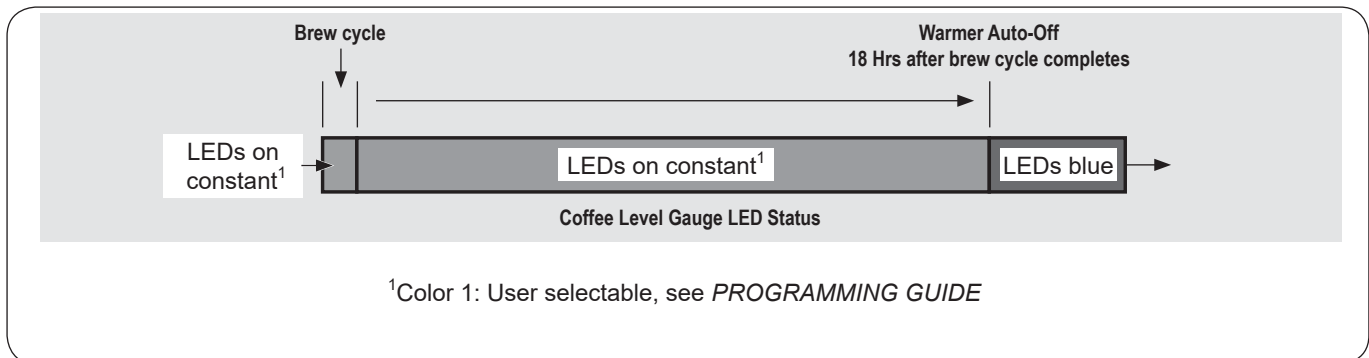 Brew cycle
Warmer Auto-Off
18 Hrs after brew cycle completes
LEDs on
constant¹
LEDs on constant¹
LEDs blue
Coffee Level Gauge LED Status
¹Color 1: User selectable, see PROGRAMMING GUIDE